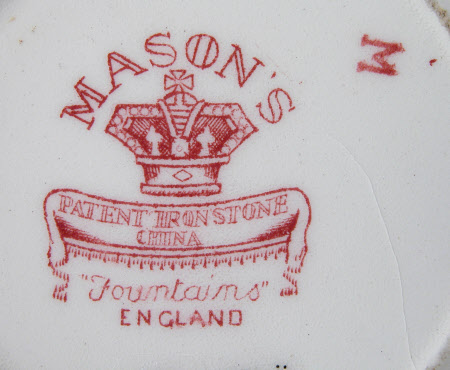 MASON'S
M
PATENT IRONSTONE
CHINA
"Fountains"
ENGLAND